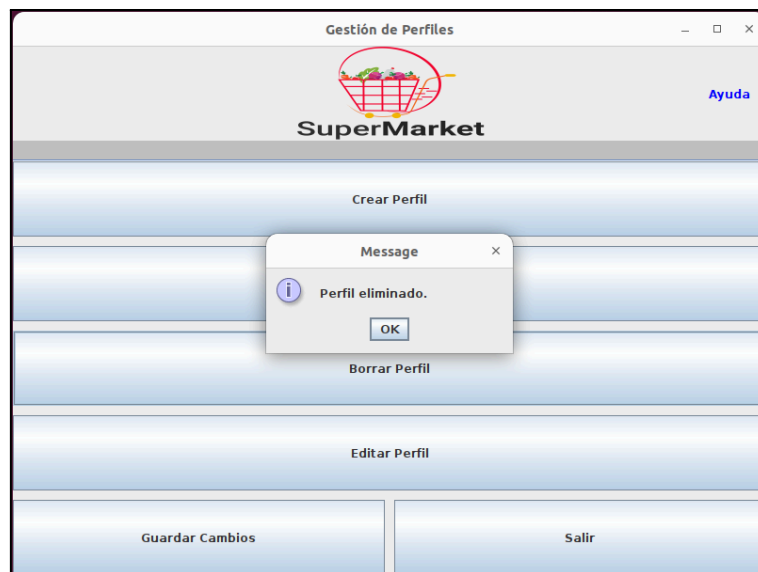 Gestión de Perfiles
Ayuda
SuperMarket
Crear Perfil
Message
Perfil eliminado.
OK
Borrar Perfil
Editar Perfil
Guardar Cambios
Salir